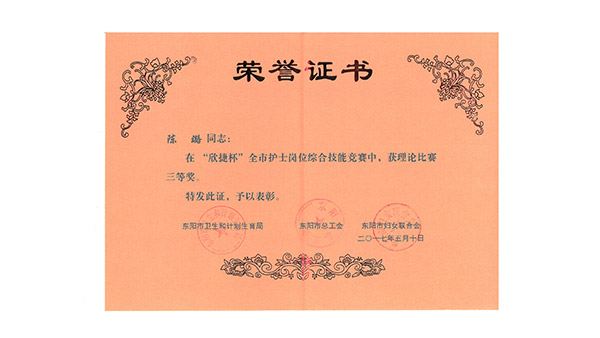 荣誉证书
陈 同志：
在“欣捷杯”全市护士岗位综合技能竞赛中，获理论比赛
三等奖。
特发此证，予以表彰。
东阳市卫生和计划生育局 东阳市总工会 东阳市妇女联合会
二〇一七年五月十日